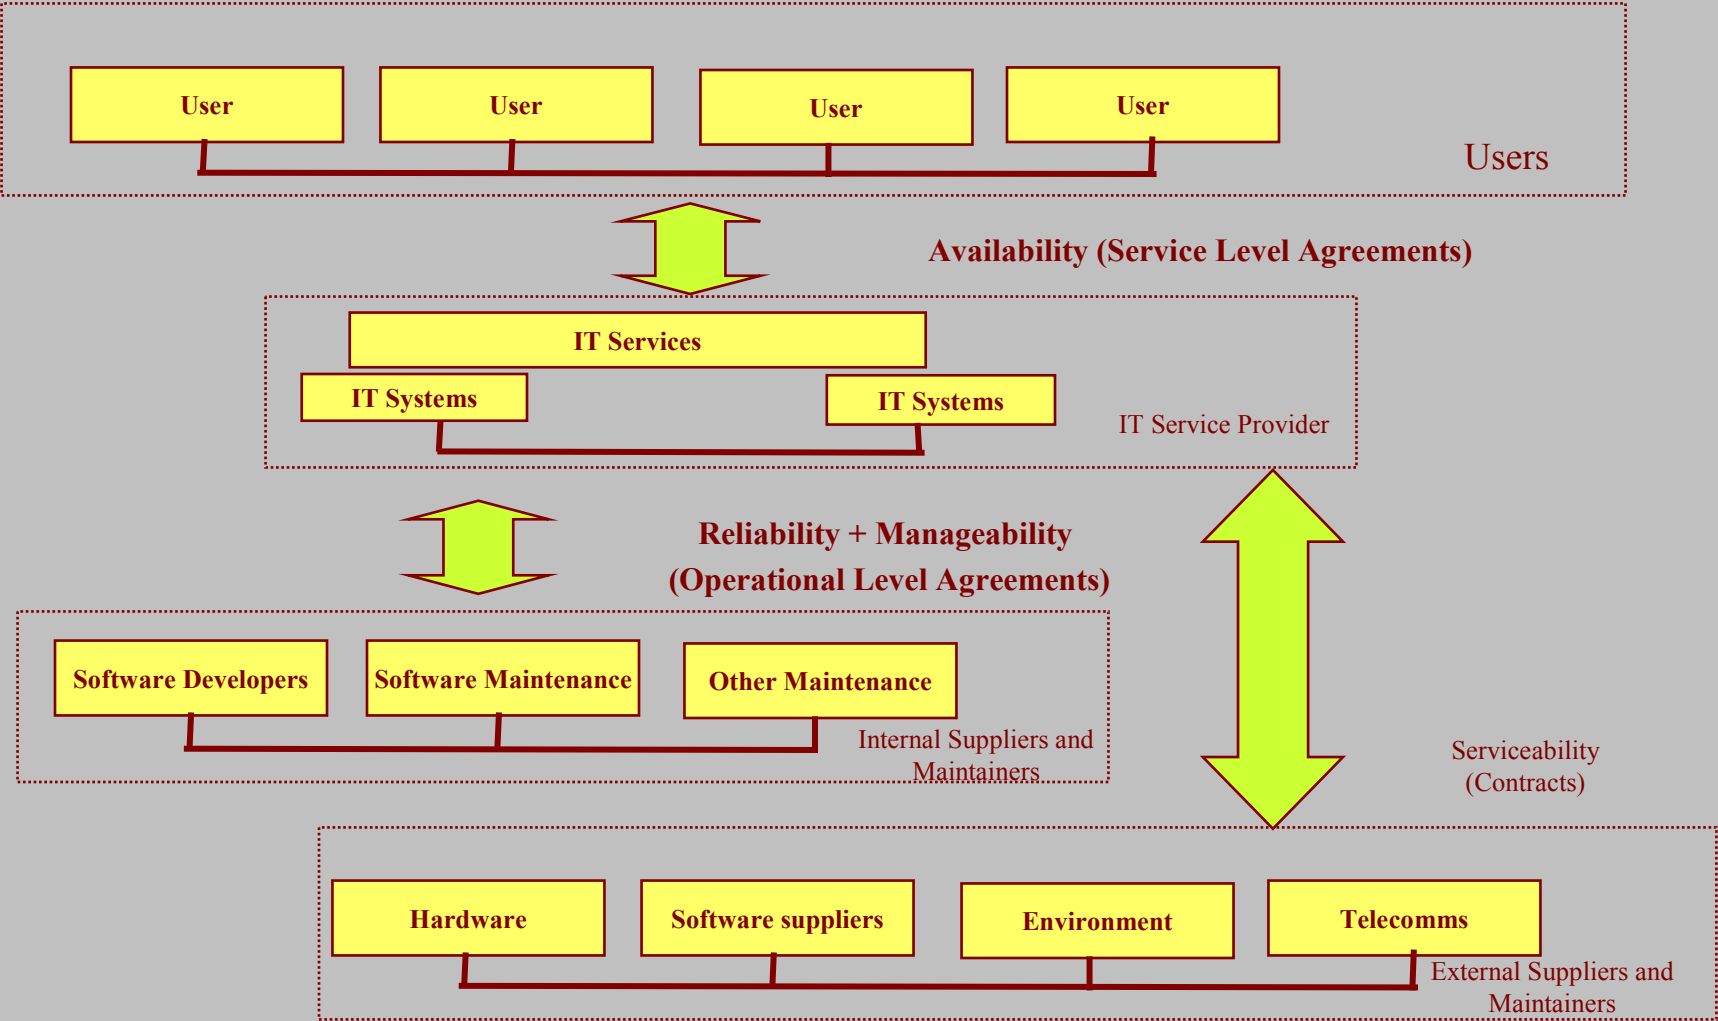 User
User
User
User
Users
Availability (Service Level Agreements)
IT Services
IT Systems
IT Systems
IT Service Provider
Reliability + Manageability
(Operational Level Agreements)
Software Developers
Software Maintenance
Other Maintenance
Internal Suppliers and
Maintainers
Serviceability
(Contracts)
Hardware
Software suppliers
Environment
Telecomms
External Suppliers and
Maintainers